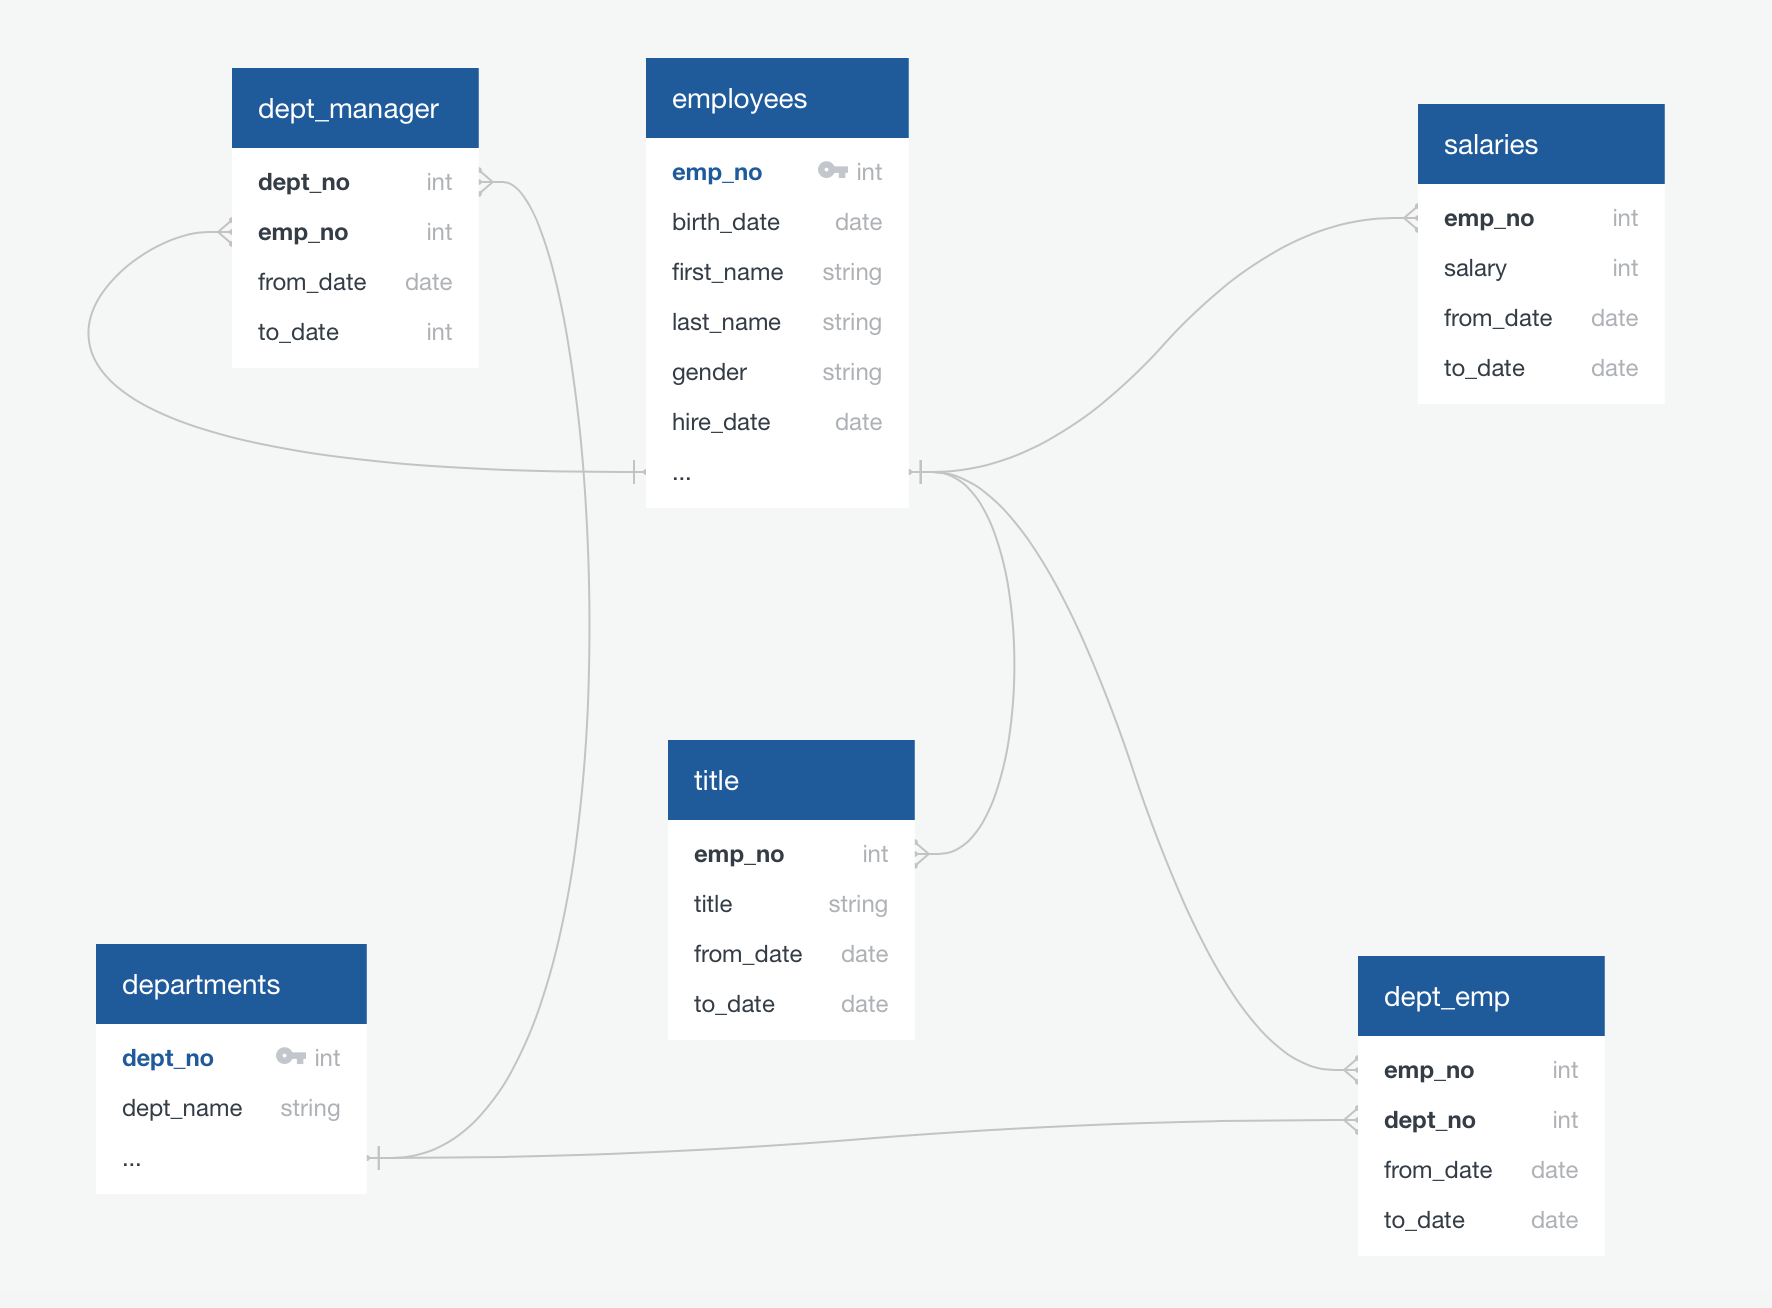 dept_manager
dept_no int
emp_no int
from_date date
to_date int
employees
emp_no int
birth_date date
first_name string
last_name string
gender string
hire_date date
...
salaries
emp_no int
salary int
from_date date
to_date date
title
emp_no int
title string
from_date date
to_date date
departments
dept_no int
dept_name string
...
dept_emp
emp_no int
dept_no int
from_date date
to_date date